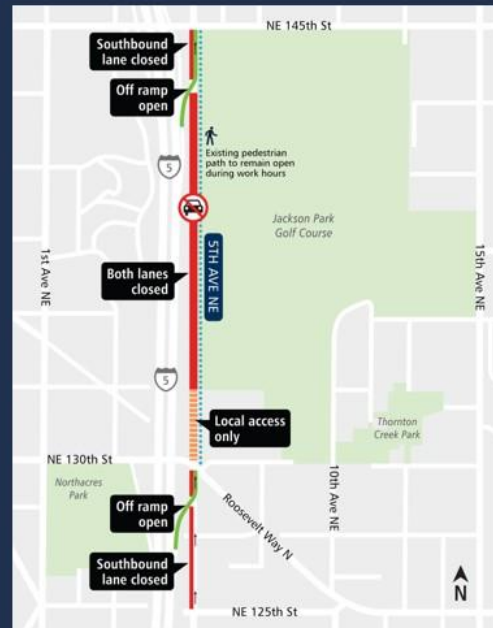 NE 145th St
Southbound
lane closed
Off ramp
open
Existing pedestrian
path to remain open
during work hours
5
Jackson Park
Golf Course
1st Ave NE
5TH AVE NE
15th Ave NE
Both lanes
closed
5
Local access
only
Thornton
Creek Park
NE 130th St
10th Ave NE
Northacres
Park
Off ramp
open
Roosevelt Way N
Southbound
lane closed
N
NE 125th St